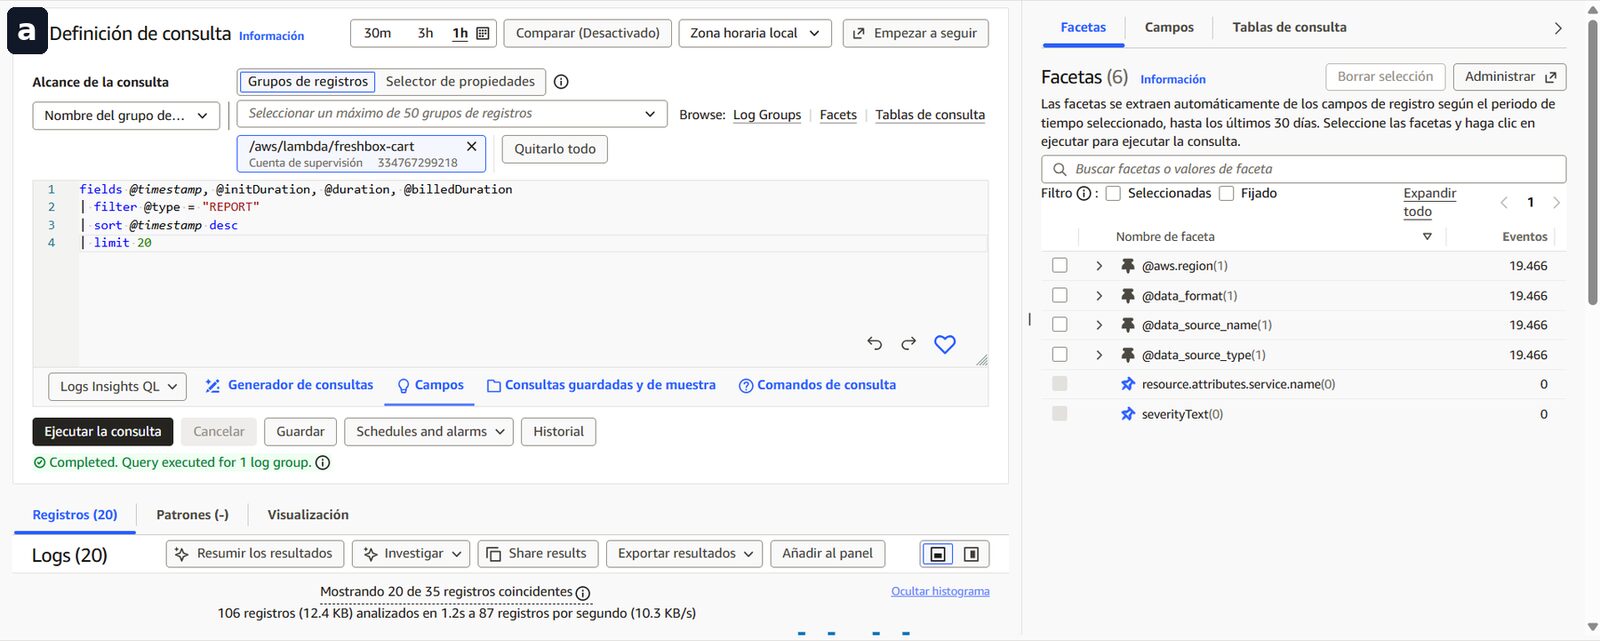 a
Definición de consulta Información
30m 3h 1h
Comparar (Desactivado)
Zona horaria local
Empezar a seguir
Alcance de la consulta
Grupos de registros Selector de propiedades
Nombre del grupo de...
Seleccionar un máximo de 50 grupos de registros
Browse: Log Groups Facets Tablas de consulta
/aws/lambda/freshbox-cart
Cuenta de supervisión 334767299218
Quitarlo todo
1 fields @timestamp, @initDuration, @duration, @billedDuration
2 | filter @type = "REPORT"
3 | sort @timestamp desc
4 | limit 20
Logs Insights QL
Generador de consultas
Campos
Consultas guardadas y de muestra
Comandos de consulta
Ejecutar la consulta
Cancelar
Guardar
Schedules and alarms
Historial
Completed. Query executed for 1 log group.
Registros (20) Patrones (-) Visualización
Logs (20)
Resumir los resultados
Investigar
Share results
Exportar resultados
Añadir al panel
Mostrando 20 de 35 registros coincidentes
Ocultar histograma
106 registros (12.4 KB) analizados en 1.2s a 87 registros por segundo (10.3 KB/s)
Facetas Campos Tablas de consulta
Facetas (6) Información
Borrar selección
Administrar
Las facetas se extraen automáticamente de los campos de registro según el periodo de
tiempo seleccionado, hasta los últimos 30 días. Seleccione las facetas y haga clic en
ejecutar para ejecutar la consulta.
Buscar facetas o valores de faceta
Filtro : Seleccionadas Fijado
Expandir
todo
1
Nombre de faceta Eventos
@aws.region(1) 19.466
@data_format(1) 19.466
@data_source_name(1) 19.466
@data_source_type(1) 19.466
resource.attributes.service.name(0) 0
severityText(0) 0